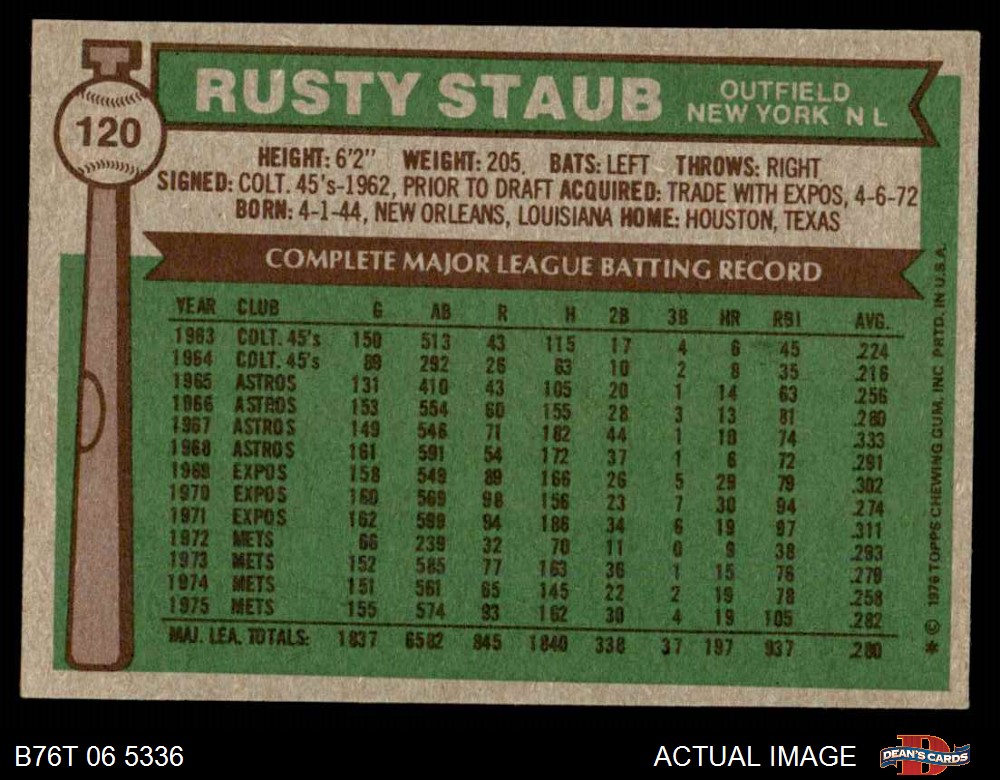 120
RUSTY STAUB
OUTFIELD
NEW YORK N L
HEIGHT: 6'2" WEIGHT: 205. BATS: LEFT THROWS: RIGHT
SIGNED: COLT. 45's-1962, PRIOR TO DRAFT ACQUIRED: TRADE WITH EXPOS, 4-6-72
BORN: 4-1-44, NEW ORLEANS, LOUISIANA HOME: HOUSTON, TEXAS
COMPLETE MAJOR LEAGUE BATTING RECORD
YEAR CLUB G AB R H 2B 3B HR RBI AVG.
1963 COLT. 45's 150 513 43 115 17 4 6 45 .224
1964 COLT. 45's 89 292 26 63 10 2 8 35 .216
1965 ASTROS 131 410 43 105 20 1 14 63 .256
1966 ASTROS 153 554 60 155 28 3 13 81 .280
1967 ASTROS 149 546 71 182 44 1 10 74 .333
1968 ASTROS 161 591 54 172 37 1 6 72 .291
1969 EXPOS 158 549 89 166 26 5 29 79 .302
1970 EXPOS 160 569 98 156 23 7 30 94 .274
1971 EXPOS 162 599 94 186 34 6 19 97 .311
1972 METS 66 239 32 70 11 0 9 38 .293
1973 METS 152 585 77 163 36 1 15 76 .279
1974 METS 151 561 65 145 22 2 19 78 .258
1975 METS 155 574 93 162 30 4 19 105 .282
MAJ. LEA. TOTALS: 1837 6582 845 1840 338 37 197 937 .280
* © 1976 TOPPS CHEWING GUM, INC PRTD. IN U.S.A.
B76T 06 5336
ACTUAL IMAGE
DEAN'S CARDS